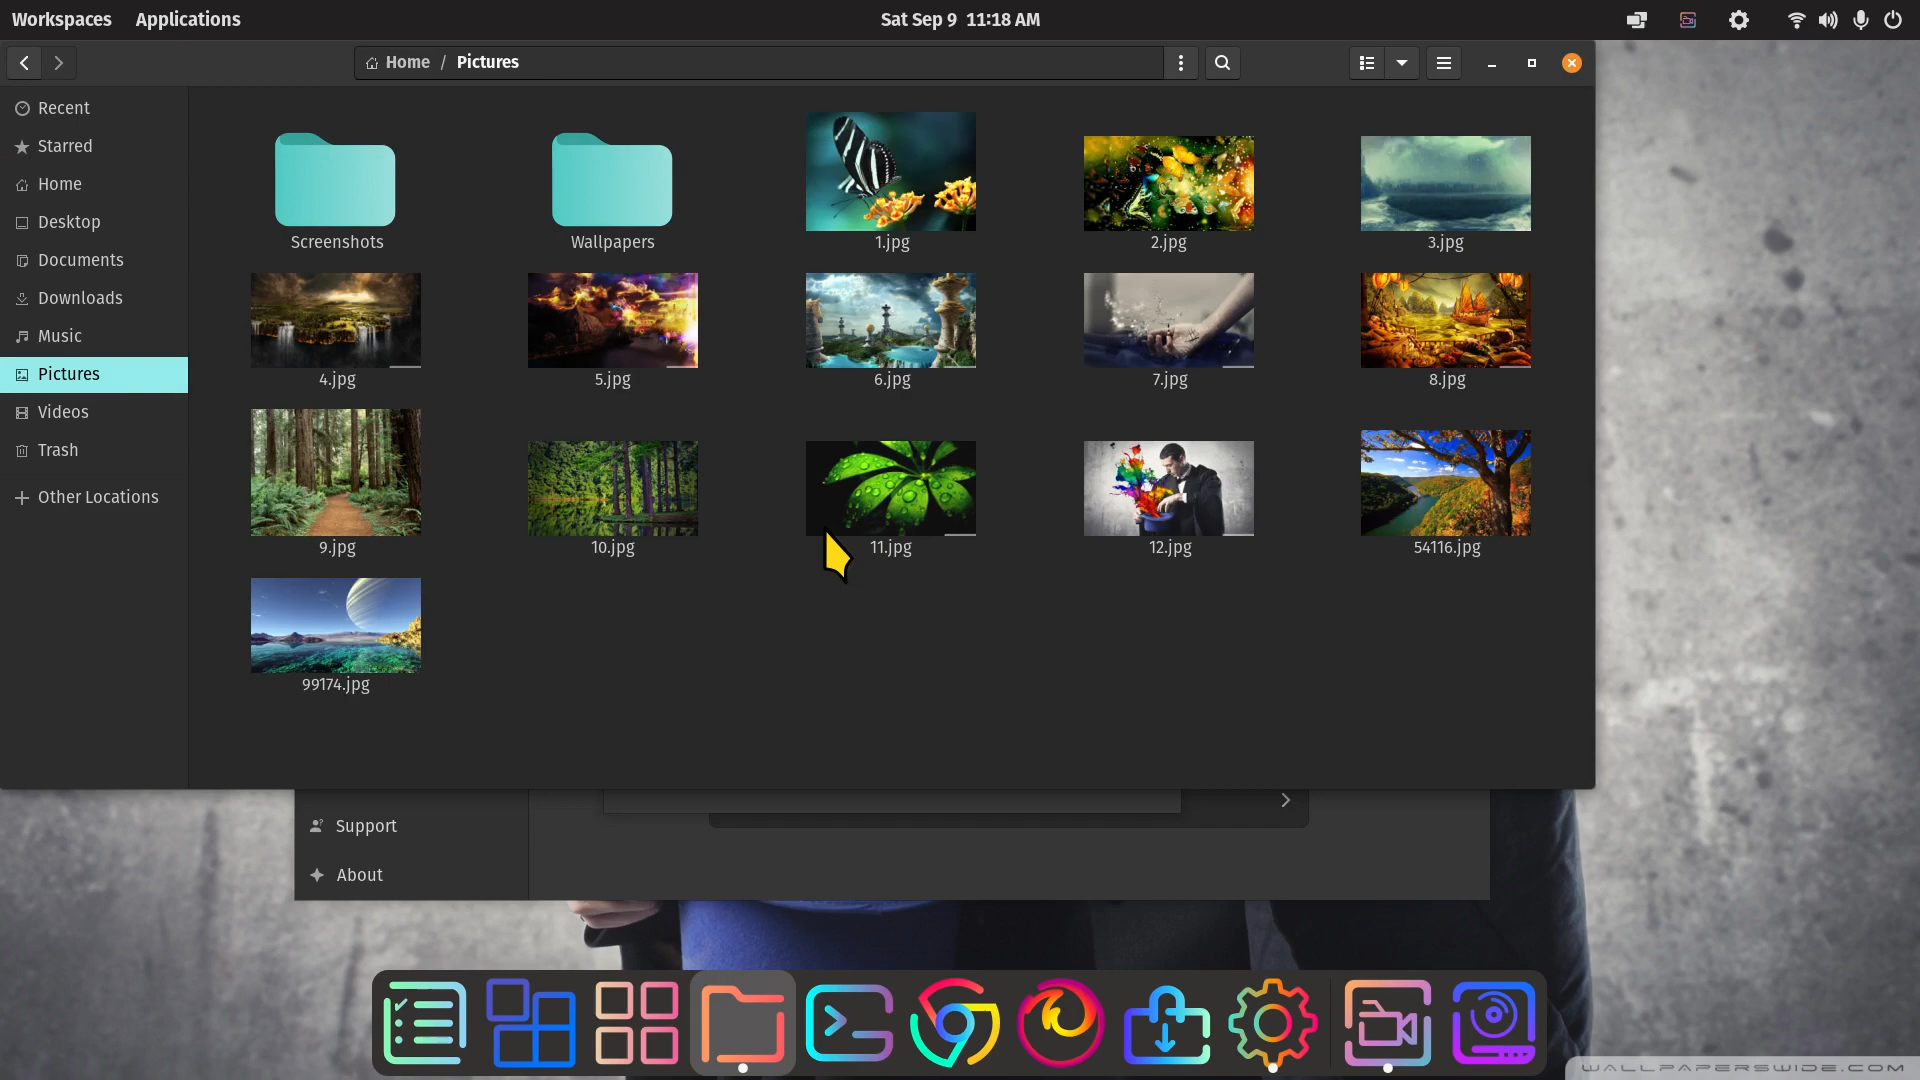 Workspaces Applications Sat Sep 9 11:18 AM
Home / Pictures
Recent
Starred
Home
Desktop
Documents
Downloads
Music
Pictures
Videos
Trash
Other Locations
Screenshots Wallpapers 1.jpg 2.jpg 3.jpg
4.jpg 5.jpg 6.jpg 7.jpg 8.jpg
9.jpg 10.jpg 11.jpg 12.jpg 54116.jpg
99174.jpg
Support
About
WALLPAPERSWIDE.COM